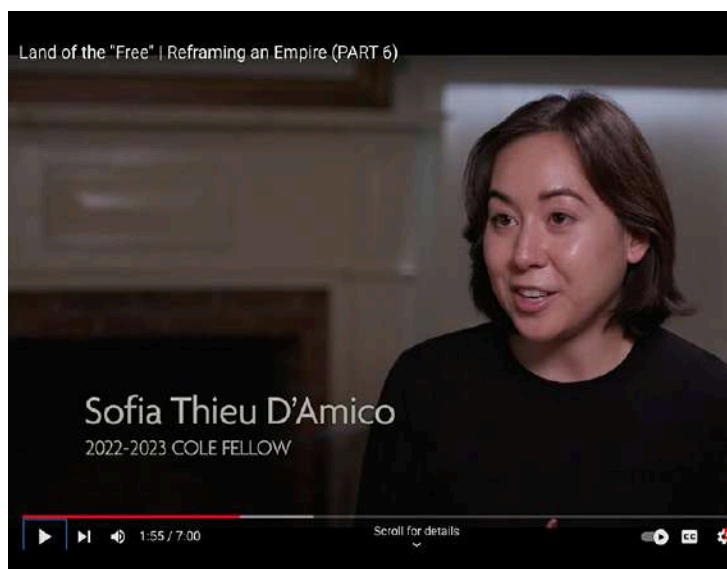 Land of the "Free" | Reframing an Empire (PART 6)
Sofia Thieu D'Amico
2022-2023 COLE FELLOW
1:55 / 7:00
Scroll for details
CC